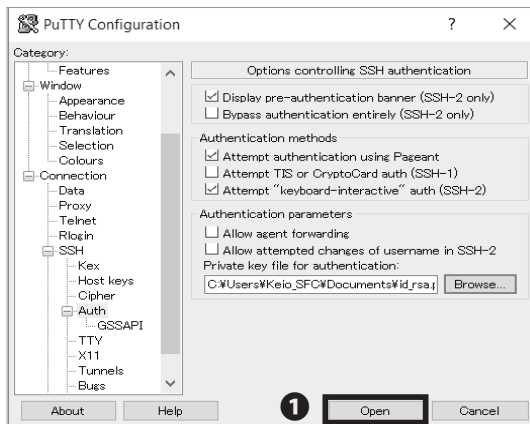 PuTTY Configuration
? ×
Category:
Features
Window
Appearance
Behaviour
Translation
Selection
Colours
Connection
Data
Proxy
Telnet
Rlogin
SSH
Kex
Host keys
Cipher
Auth
GSSAPI
TTY
X11
Tunnels
Bugs
Options controlling SSH authentication
Display pre-authentication banner (SSH-2 only)
Bypass authentication entirely (SSH-2 only)
Authentication methods
Attempt authentication using Pageant
Attempt TIS or CryptoCard auth (SSH-1)
Attempt "keyboard-interactive" auth (SSH-2)
Authentication parameters
Allow agent forwarding
Allow attempted changes of username in SSH-2
Private key file for authentication:
C:¥Users¥Keio_SFC¥Documents¥id_rsa.p Browse...
About Help ❶ Open Cancel